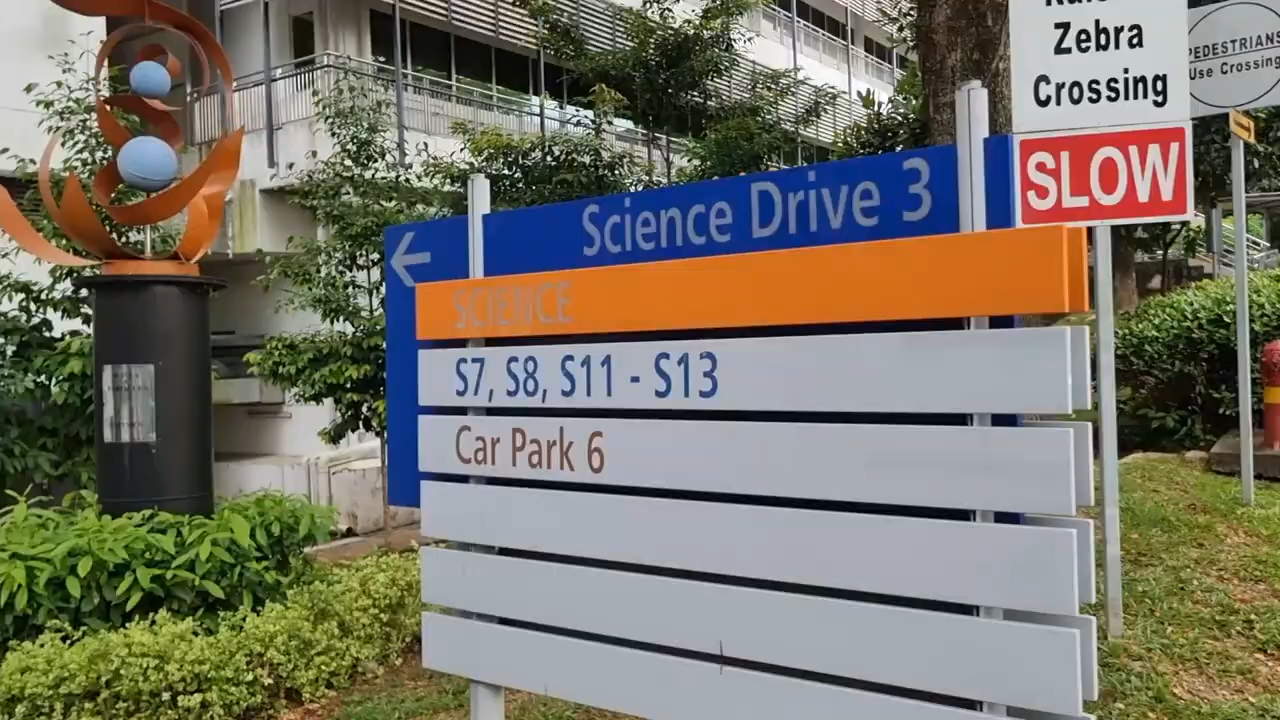 Zebra
Crossing
SLOW
PEDESTRIANS
Use Crossing
Science Drive 3
SCIENCE
S7, S8, S11 - S13
Car Park 6